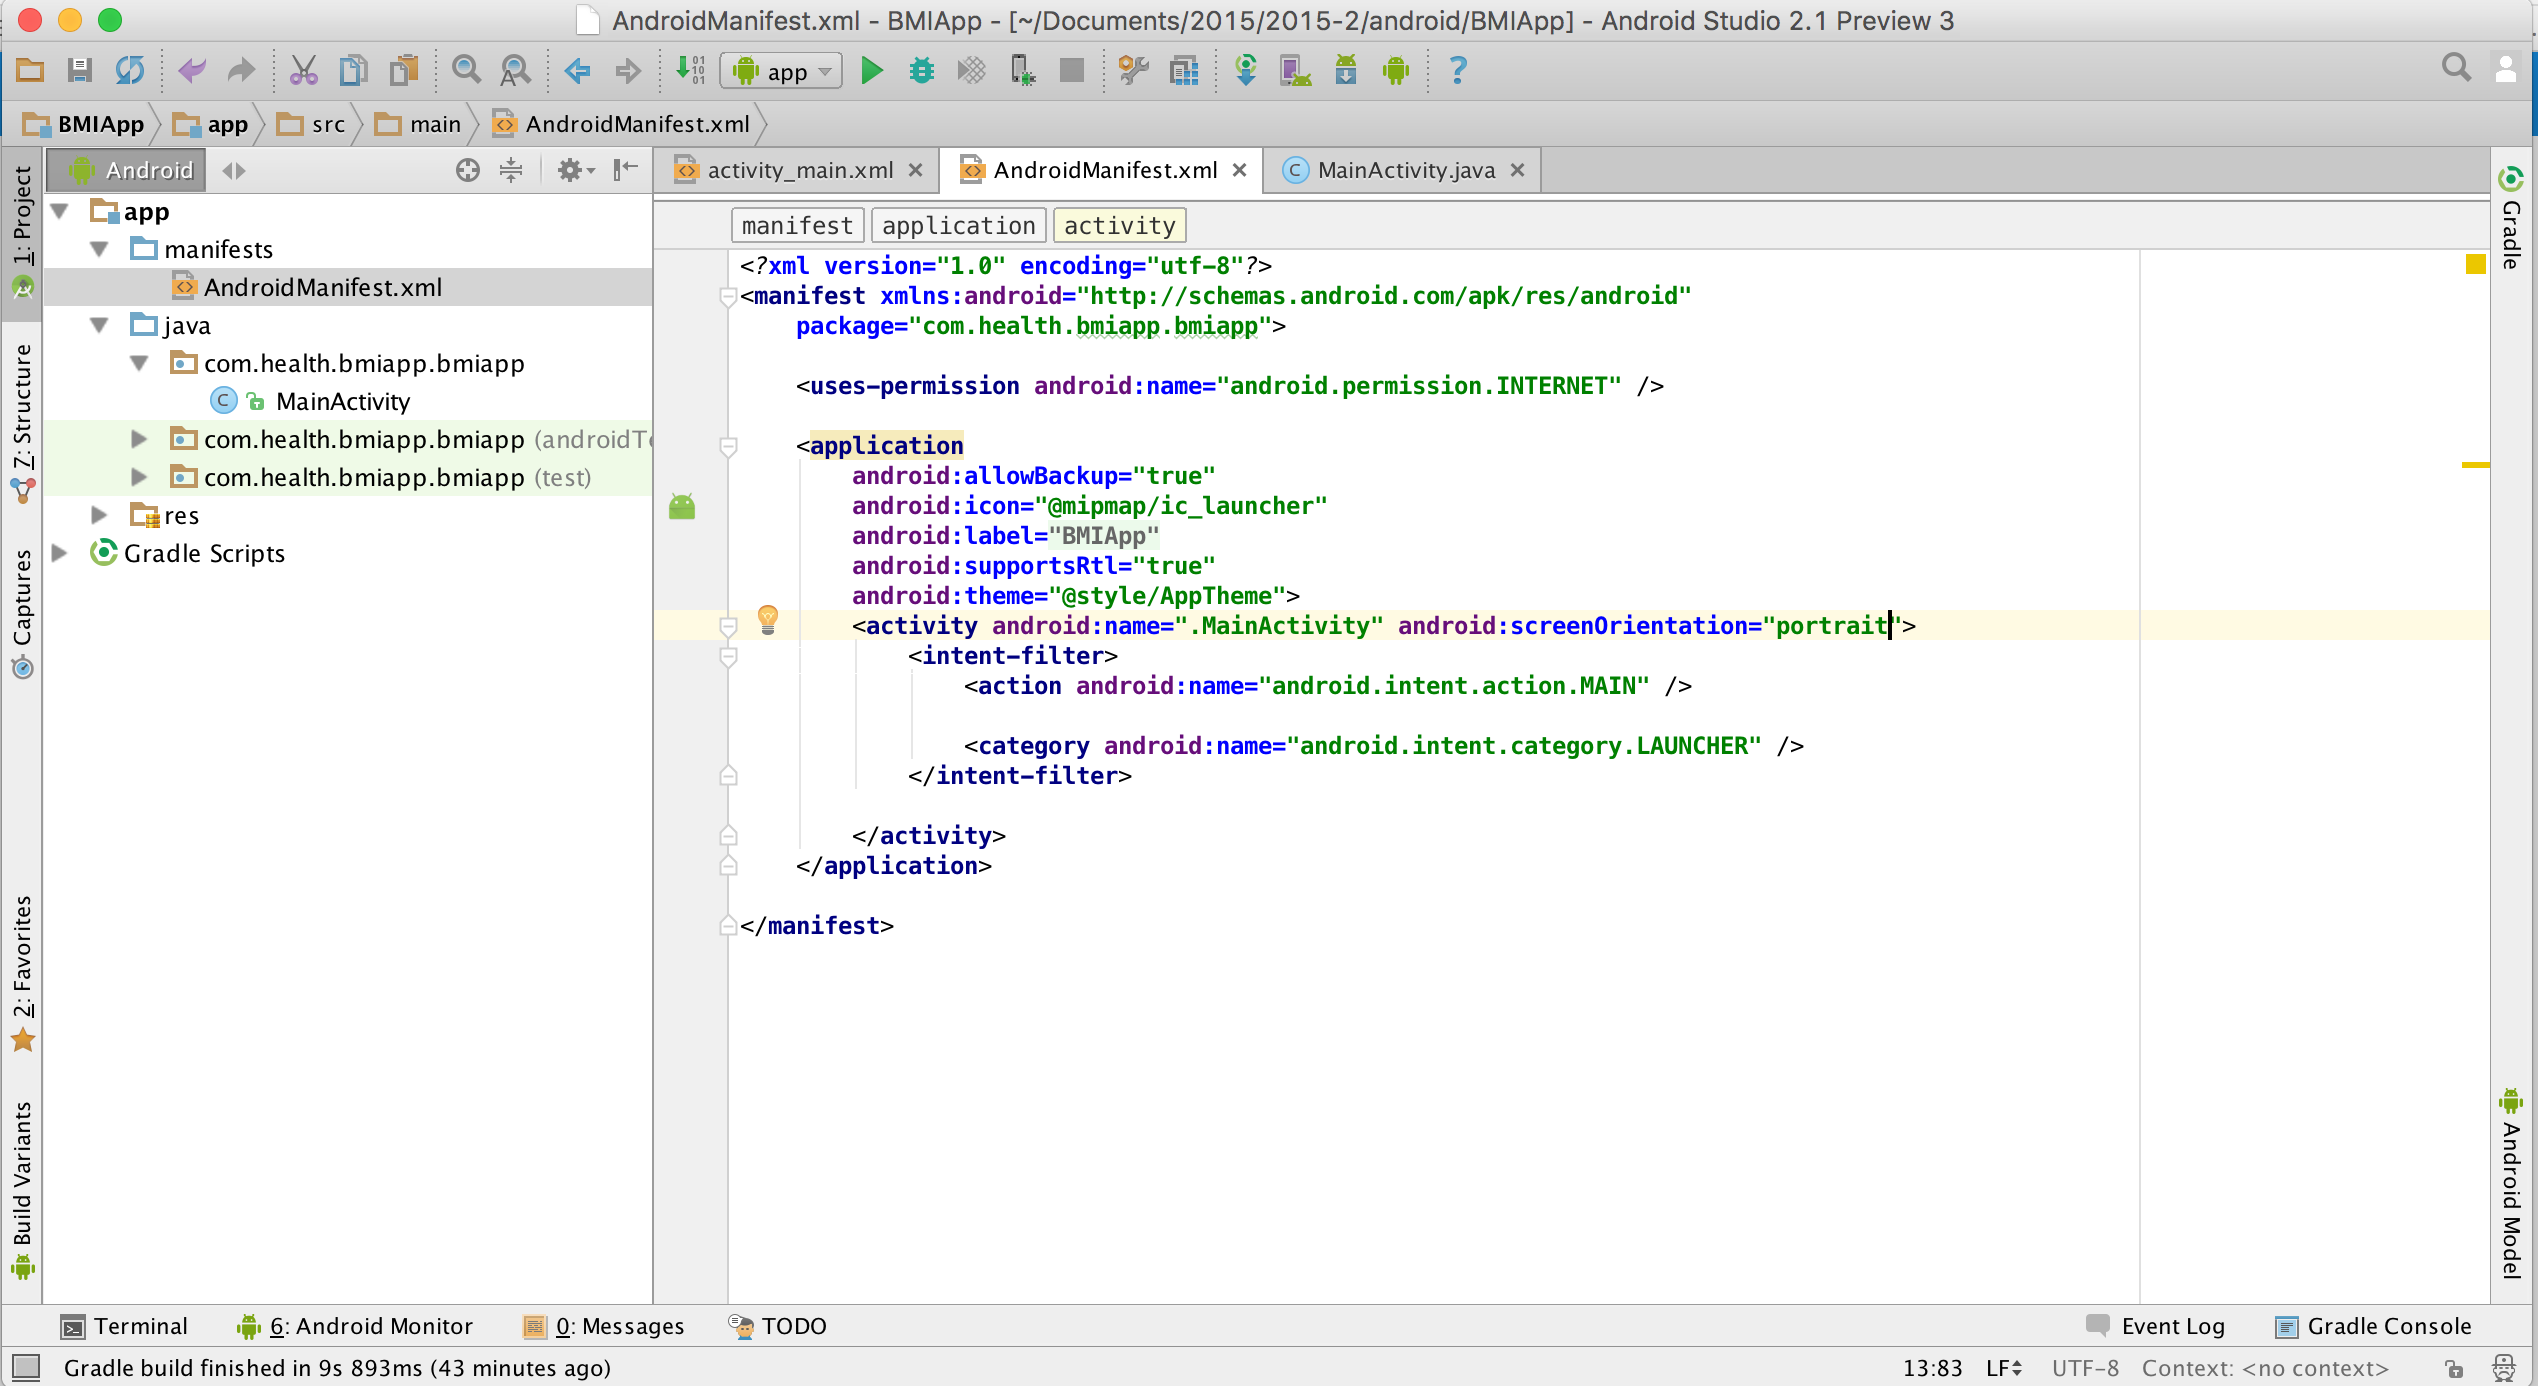 AndroidManifest.xml - BMIApp - [~/Documents/2015/2015-2/android/BMIApp] - Android Studio 2.1 Preview 3
app
?
BMIApp app src main AndroidManifest.xml
Android
activity_main.xml AndroidManifest.xml MainActivity.java
1: Project
Z: Structure
Captures
2: Favorites
Build Variants
app
manifests
AndroidManifest.xml
java
com.health.bmiapp.bmiapp
C MainActivity
com.health.bmiapp.bmiapp (androidTe
com.health.bmiapp.bmiapp (test)
res
Gradle Scripts
manifest application activity
<?xml version="1.0" encoding="utf-8"?>
<manifest xmlns:android="http://schemas.android.com/apk/res/android"
package="com.health.bmiapp.bmiapp">
<uses-permission android:name="android.permission.INTERNET" />
<application
android:allowBackup="true"
android:icon="@mipmap/ic_launcher"
android:label="BMIApp"
android:supportsRtl="true"
android:theme="@style/AppTheme">
<activity android:name=".MainActivity" android:screenOrientation="portrait">
<intent-filter>
<action android:name="android.intent.action.MAIN" />
<category android:name="android.intent.category.LAUNCHER" />
</intent-filter>
</activity>
</application>
</manifest>
Gradle
Android Model
Terminal 6: Android Monitor 0: Messages TODO Event Log Gradle Console
Gradle build finished in 9s 893ms (43 minutes ago) 13:83 LF UTF-8 Context: <no context>